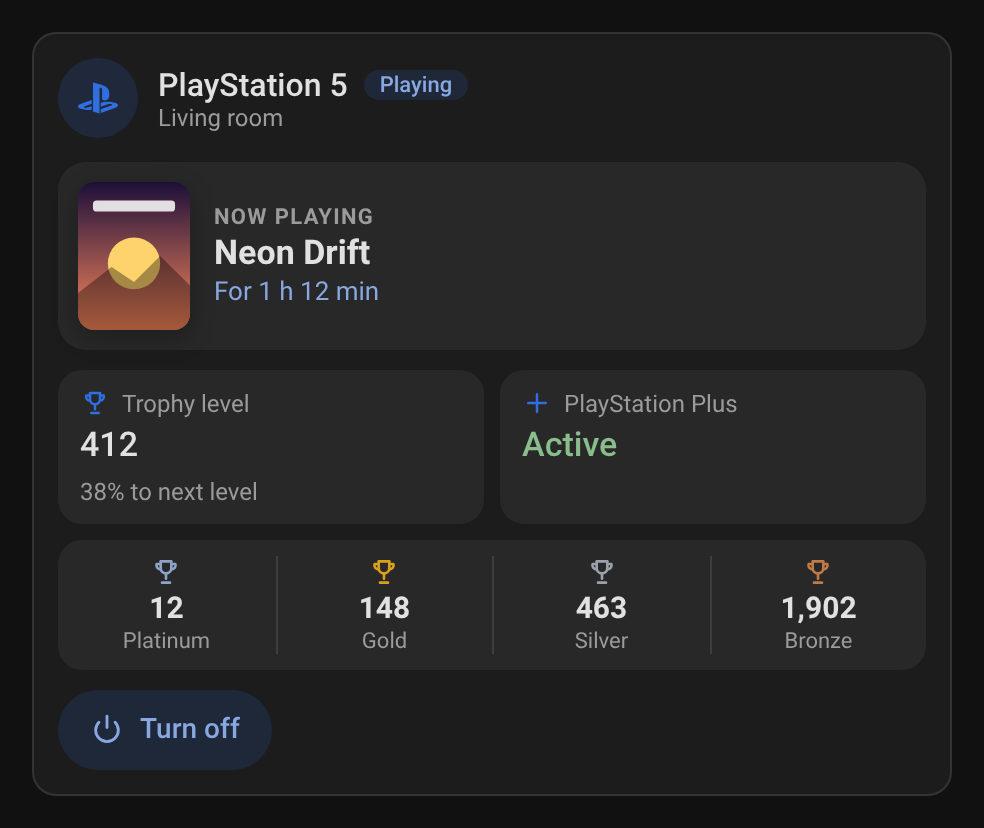 PlayStation 5
Playing
Living room
NOW PLAYING
Neon Drift
For 1 h 12 min
Trophy level
412
38% to next level
PlayStation Plus
Active
12
Platinum
148
Gold
463
Silver
1,902
Bronze
Turn off